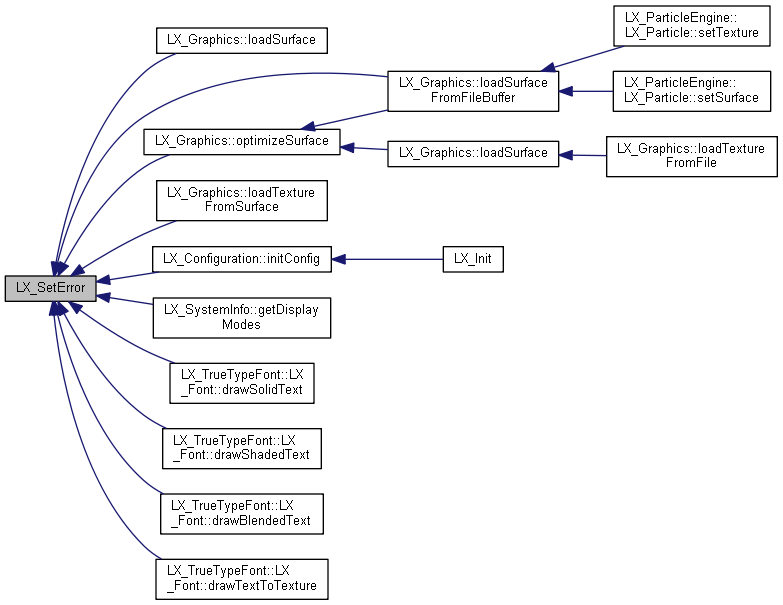 LX_SetError
LX_Graphics::loadSurface
LX_Graphics::loadSurface
FromFileBuffer
LX_ParticleEngine::
LX_Particle::setTexture
LX_ParticleEngine::
LX_Particle::setSurface
LX_Graphics::optimizeSurface
LX_Graphics::loadSurface
LX_Graphics::loadTexture
FromFile
LX_Graphics::loadTexture
FromSurface
LX_Configuration::initConfig
LX_Init
LX_SystemInfo::getDisplay
Modes
LX_TrueTypeFont::LX
_Font::drawSolidText
LX_TrueTypeFont::LX
_Font::drawShadedText
LX_TrueTypeFont::LX
_Font::drawBlendedText
LX_TrueTypeFont::LX
_Font::drawTextToTexture